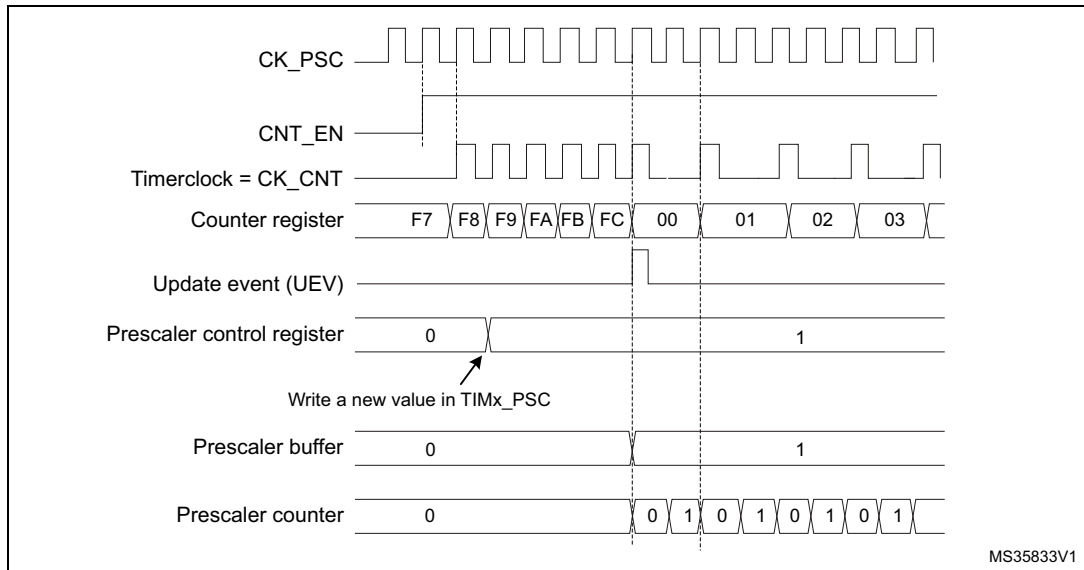 CK_PSC
CNT_EN
Timerclock = CK_CNT
Counter register F7 F8 F9 FA FB FC 00 01 02 03
Update event (UEV)
Prescaler control register 0 1
Write a new value in TIMx_PSC
Prescaler buffer 0 1
Prescaler counter 0 0 1 0 1 0 1 0 1
MS35833V1